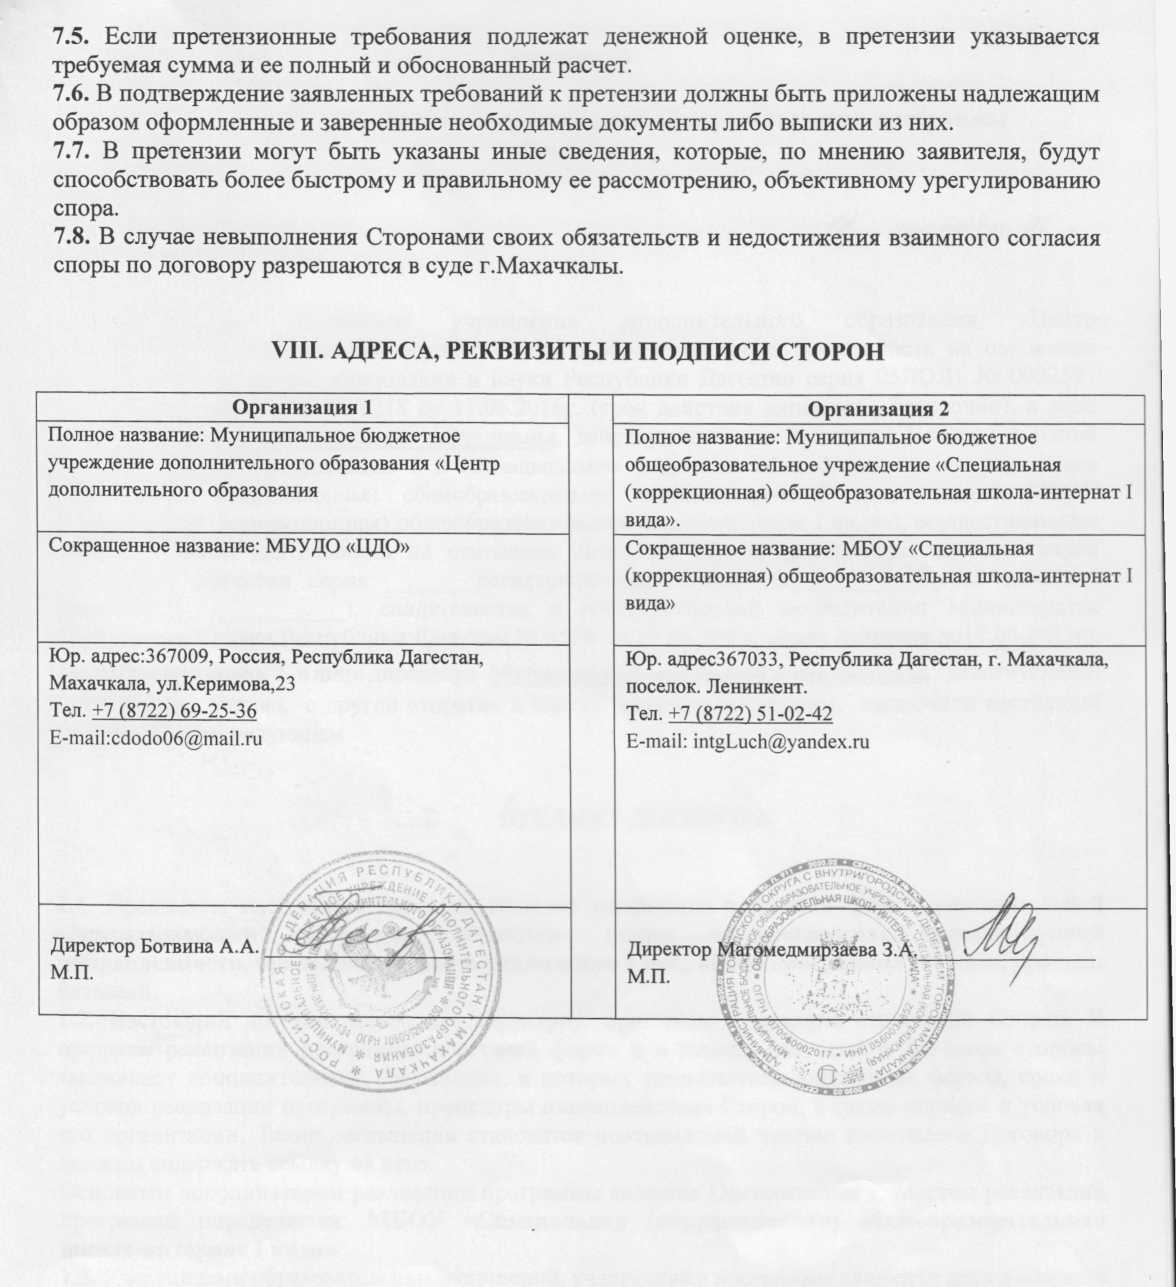 7.5. Если претензионные требования подлежат денежной оценке, в претензии указывается
требуемая сумма и ее полный и обоснованный расчет.
7.6. В подтверждение заявленных требований к претензии должны быть приложены надлежащим
образом оформленные и заверенные необходимые документы либо выписки из них.
7.7. В претензии могут быть указаны иные сведения, которые, по мнению заявителя, будут
способствовать более быстрому и правильному ее рассмотрению, объективному урегулированию
спора.
7.8. В случае невыполнения Сторонами своих обязательств и недостижения взаимного согласия
споры по договору разрешаются в суде г.Махачкалы.
VIII. АДРЕСА, РЕКВИЗИТЫ И ПОДПИСИ СТОРОН
Организация 1
Полное название: Муниципальное бюджетное
учреждение дополнительного образования «Центр
дополнительного образования
Сокращенное название: МБУДО «ЦДО»
Юр. адрес:367009, Россия, Республика Дагестан,
Махачкала, ул.Керимова,23
Тел. +7 (8722) 69-25-36
E-mail:cdodo06@mail.ru
Директор Ботвина А.А.
М.П.
Организация 2
Полное название: Муниципальное бюджетное
общеобразовательное учреждение «Специальная
(коррекционная) общеобразовательная школа-интернат I
вида».
Сокращенное название: МБОУ «Специальная
(коррекционная) общеобразовательная школа-интернат I
вида»
Юр. адрес367033, Республика Дагестан, г. Махачкала,
поселок. Ленинкент.
Тел. +7 (8722) 51-02-42
E-mail: intgLuch@yandex.ru
Директор Магомедмирзаева З.А.
М.П.
РОССИЙСКАЯ ФЕДЕРАЦИЯ РЕСПУБЛИКА ДАГЕСТАН Г.МАХАЧКАЛА